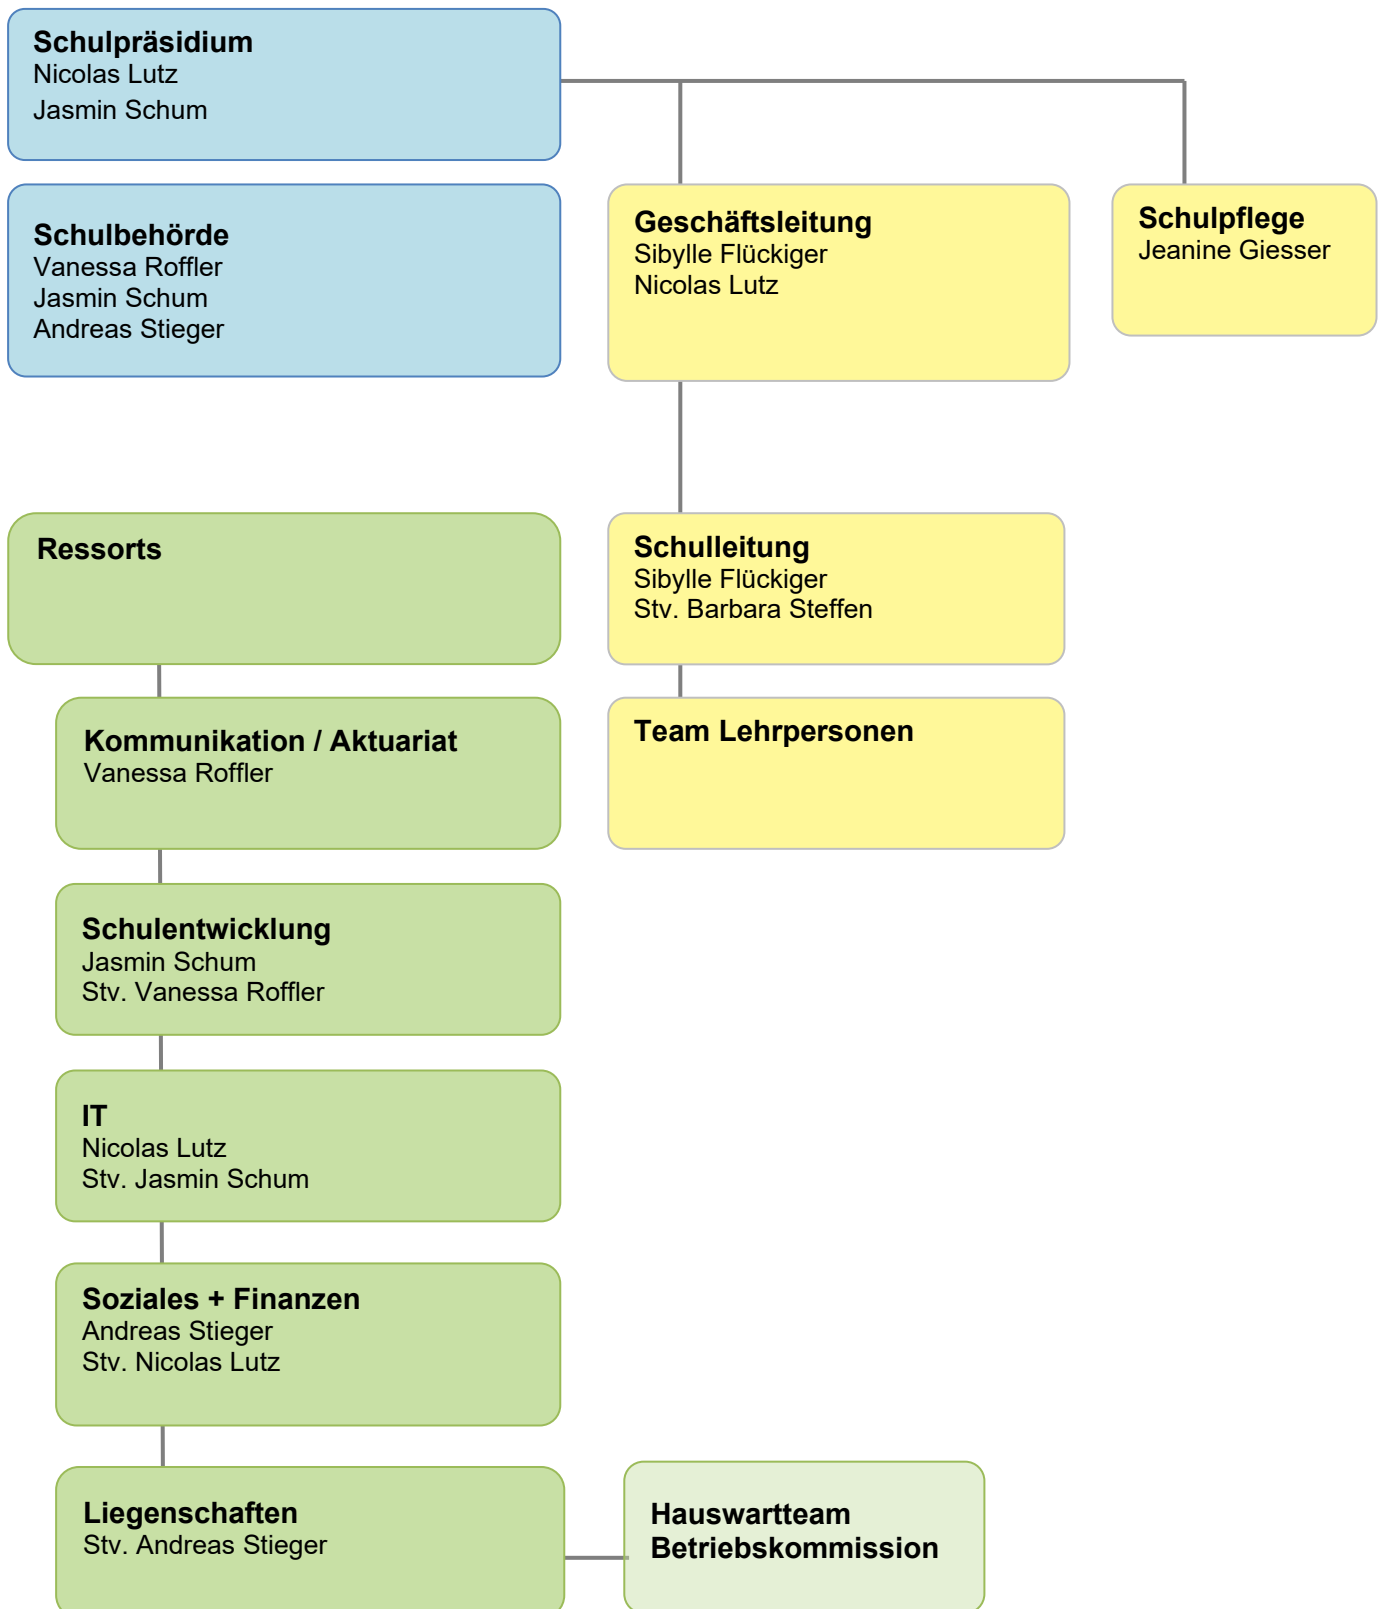 Schulpräsidium
Nicolas Lutz
Jasmin Schum
Schulbehörde
Vanessa Roffler
Jasmin Schum
Andreas Stieger
Geschäftsleitung
Sibylle Flückiger
Nicolas Lutz
Schulpflege
Jeanine Giesser
Ressorts
Schulleitung
Sibylle Flückiger
Stv. Barbara Steffen
Kommunikation / Aktuariat
Vanessa Roffler
Team Lehrpersonen
Schulentwicklung
Jasmin Schum
Stv. Vanessa Roffler
IT
Nicolas Lutz
Stv. Jasmin Schum
Soziales + Finanzen
Andreas Stieger
Stv. Nicolas Lutz
Liegenschaften
Stv. Andreas Stieger
Hauswartteam
Betriebskommission